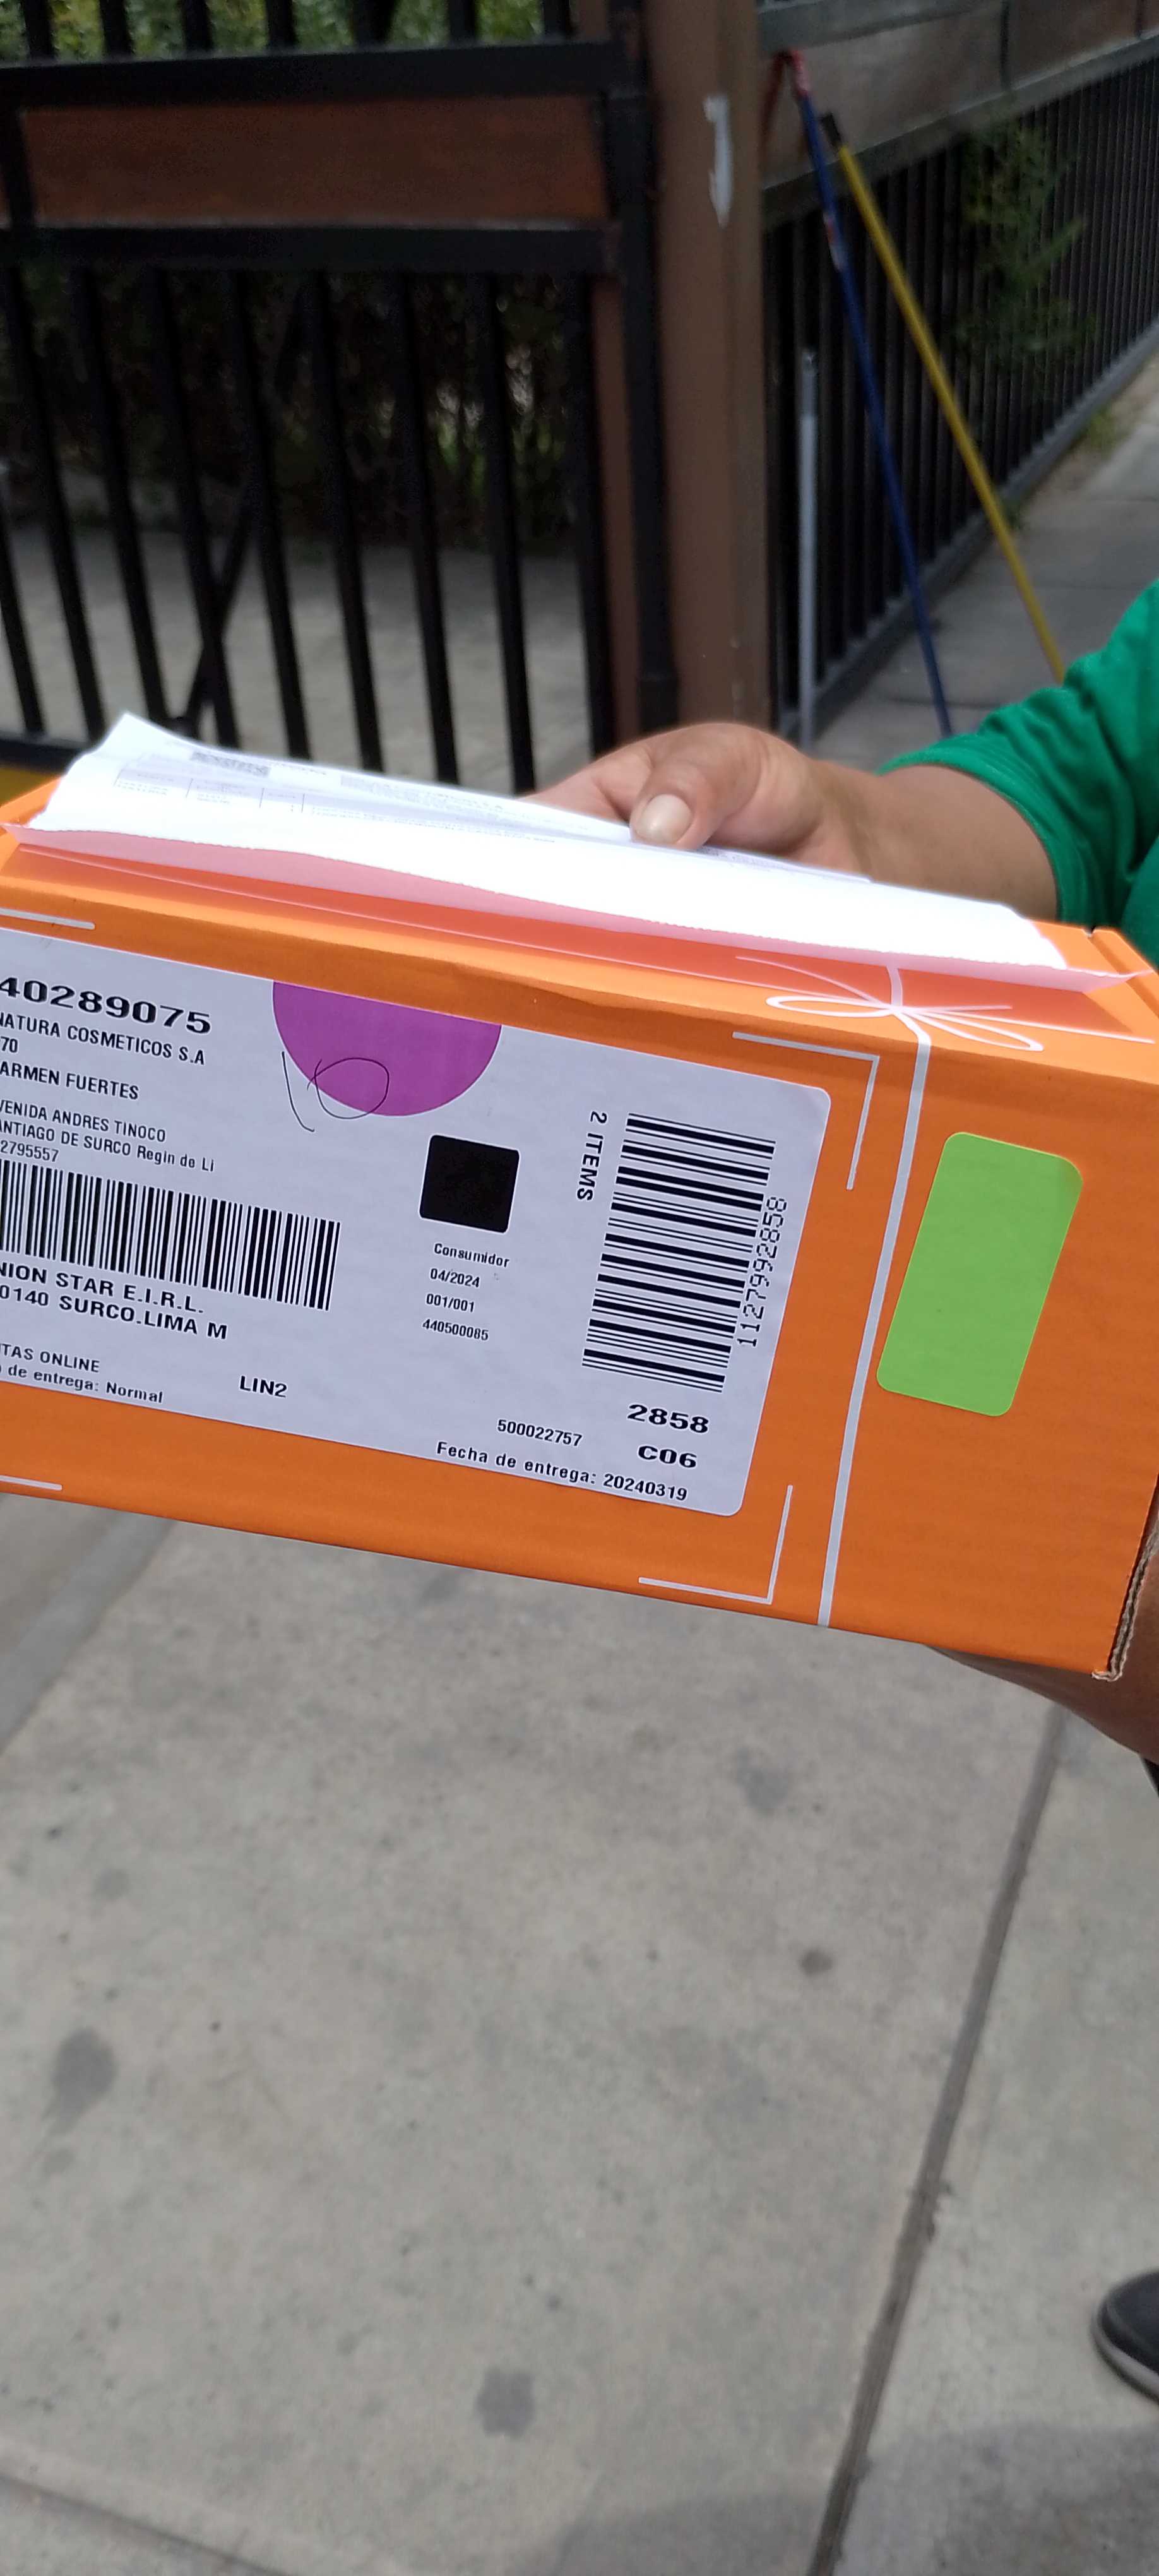 40289075
NATURA COSMETICOS S.A
70
ARMEN FUERTES
VENIDA ANDRES TINOCO
ANTIAGO DE SURCO Regin de Li
2795557
NION STAR E.I.R.L.
0140 SURCO.LIMA M
TAS ONLINE
de entrega: Normal
LIN2
Consumidor
04/2024
001/001
440500085
2 ITEMS
112799292858
2858
500022757
C06
Fecha de entrega: 20240319